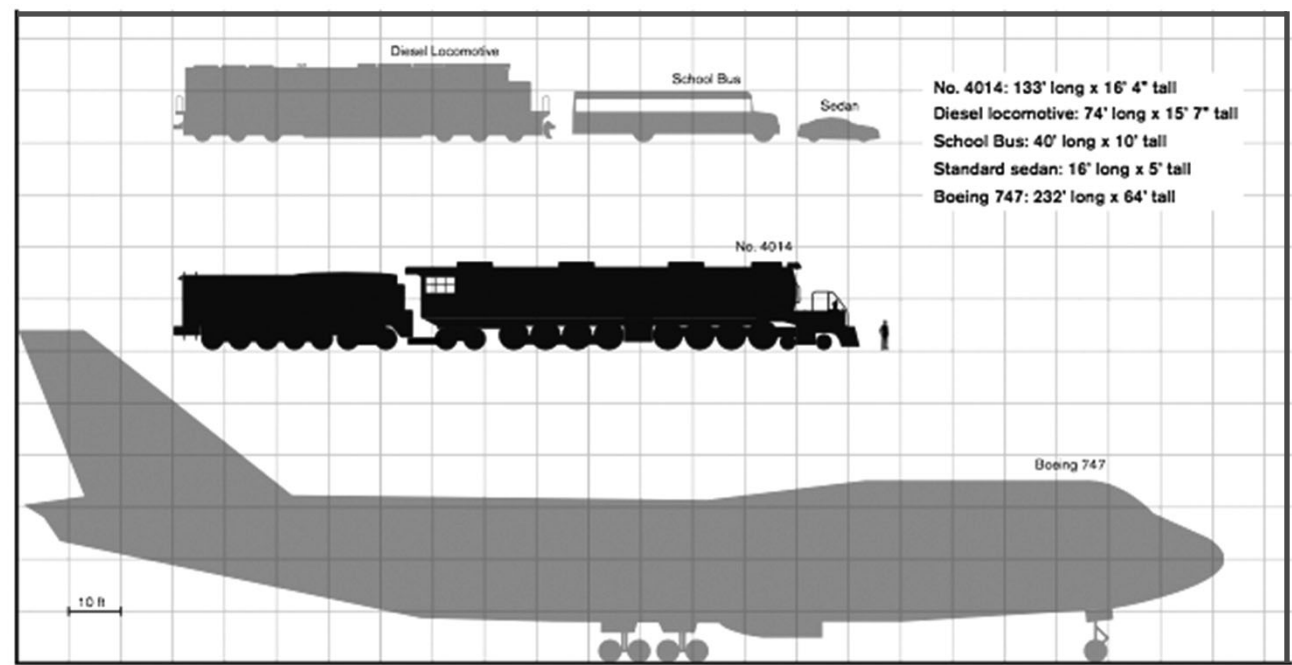 Diesel Locomotive
School Bus
Sedan
No. 4014: 133' long x 16' 4" tall
Diesel locomotive: 74' long x 15' 7" tall
School Bus: 40' long x 10' tall
Standard sedan: 16' long x 5' tall
Boeing 747: 232' long x 64' tall
No. 4014
Boeing 747
10 ft